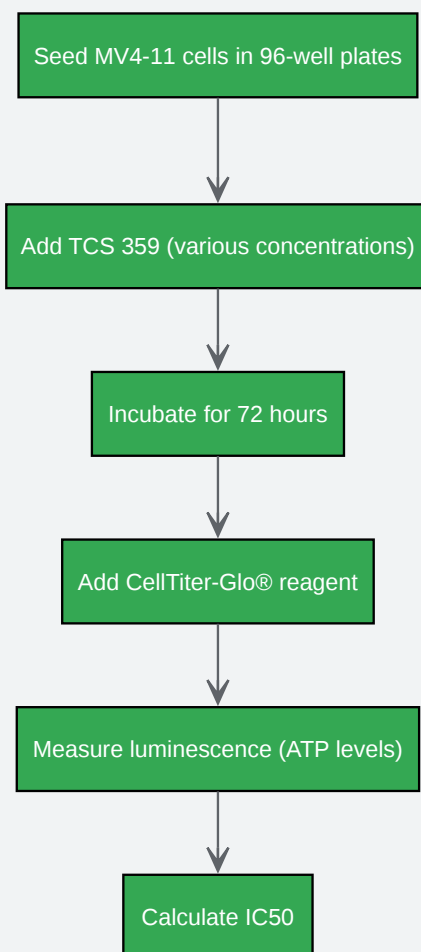 Seed MV4-11 cells in 96-well plates
Add TCS 359 (various concentrations)
Incubate for 72 hours
Add CellTiter-Glo® reagent
Measure luminescence (ATP levels)
Calculate IC50